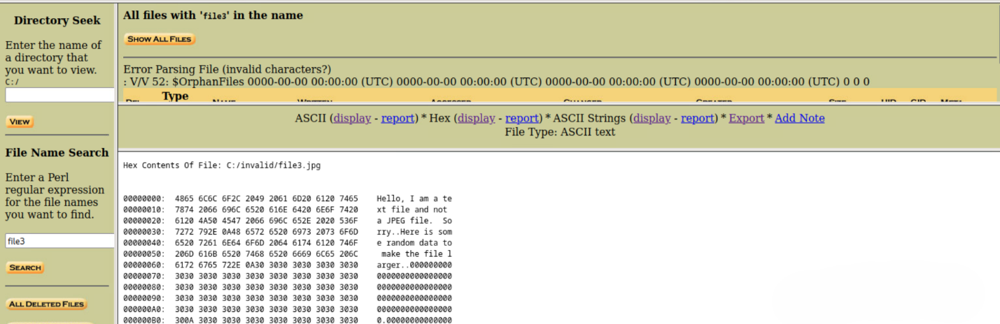 Directory Seek
Enter the name of
a directory that
you want to view.
C:/
VIEW
File Name Search
Enter a Perl
regular expression
for the file names
you want to find.
file3
SEARCH
ALL DELETED FILES
All files with 'file3' in the name
SHOW ALL FILES
Error Parsing File (invalid characters?)
: V/V 52: $OrphanFiles 0000-00-00 00:00:00 (UTC) 0000-00-00 00:00:00 (UTC) 0000-00-00 00:00:00 (UTC) 0000-00-00 00:00:00 (UTC) 0 0 0
Type
DEL NAME WRITTEN ACCESSED CHANGED CREATED SIZE UID GID META
ASCII (display - report) * Hex (display - report) * ASCII Strings (display - report) * Export * Add Note
File Type: ASCII text
Hex Contents Of File: C:/invalid/file3.jpg
00000000: 4865 6C6C 6F2C 2049 2061 6D20 6120 7465 Hello, I am a te
00000010: 7874 2066 696C 6520 616E 6420 6E6F 7420 xt file and not
00000020: 6120 4A50 4547 2066 696C 652E 2020 536F a JPEG file.  So
00000030: 7272 792E 0A48 6572 6520 6973 2073 6F6D rry..Here is som
00000040: 6520 7261 6E64 6F6D 2064 6174 6120 746F e random data to
00000050: 206D 616B 6520 7468 6520 6669 6C65 206C  make the file l
00000060: 6172 6765 722E 0A30 3030 3030 3030 3030 arger..000000000
00000070: 3030 3030 3030 3030 3030 3030 3030 3030 0000000000000000
00000080: 3030 3030 3030 3030 3030 3030 3030 3030 0000000000000000
00000090: 3030 3030 3030 3030 3030 3030 3030 3030 0000000000000000
000000A0: 3030 3030 3030 3030 3030 3030 3030 3030 0000000000000000
000000B0: 300A 3030 3030 3030 3030 3030 3030 3030 0.00000000000000